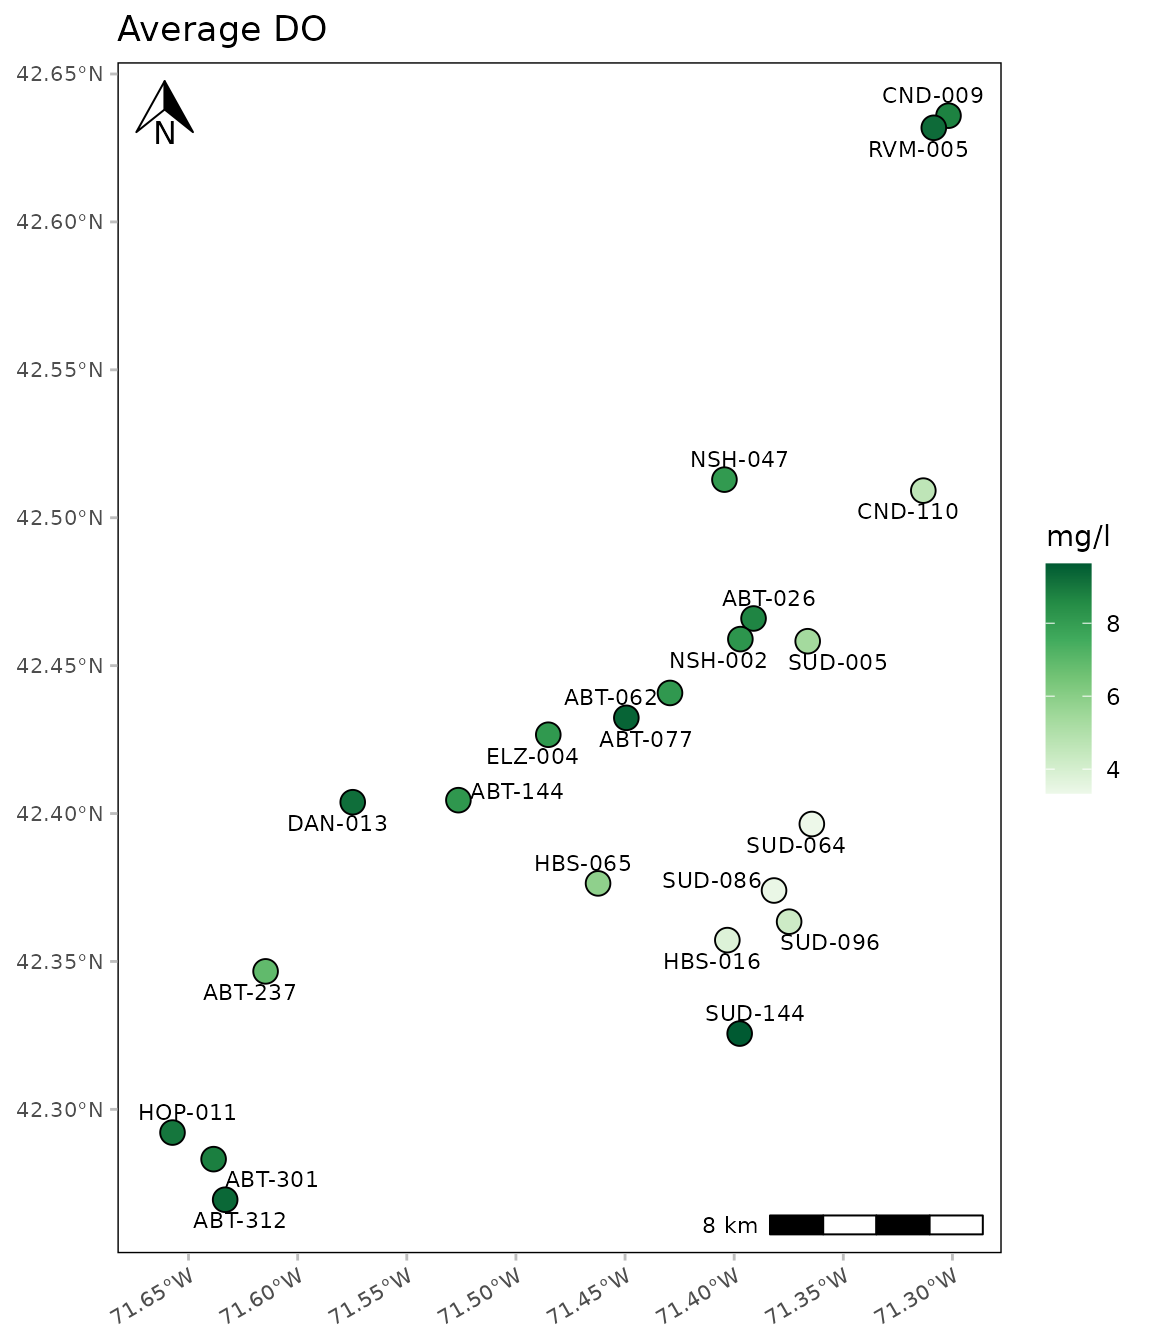 Average DO
42.65°N
42.60°N
42.55°N
42.50°N
42.45°N
42.40°N
42.35°N
42.30°N
N
CND-009
RVM-005
NSH-047
CND-110
ABT-026
NSH-002
SUD-005
ABT-062
ABT-077
ELZ-004
ABT-144
DAN-013
SUD-064
HBS-065
SUD-086
SUD-096
HBS-016
ABT-237
SUD-144
HOP-011
ABT-301
ABT-312
8 km
71.65°W
71.60°W
71.55°W
71.50°W
71.45°W
71.40°W
71.35°W
71.30°W
mg/l
8
6
4